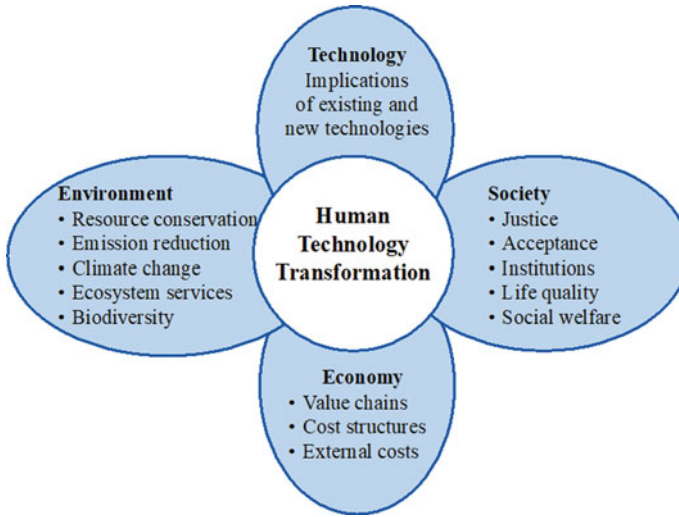 Technology
Implications
of existing and
new technologies
Environment
• Resource conservation
• Emission reduction
• Climate change
• Ecosystem services
• Biodiversity
Human
Technology
Transformation
Society
• Justice
• Acceptance
• Institutions
• Life quality
• Social welfare
Economy
• Value chains
• Cost structures
• External costs